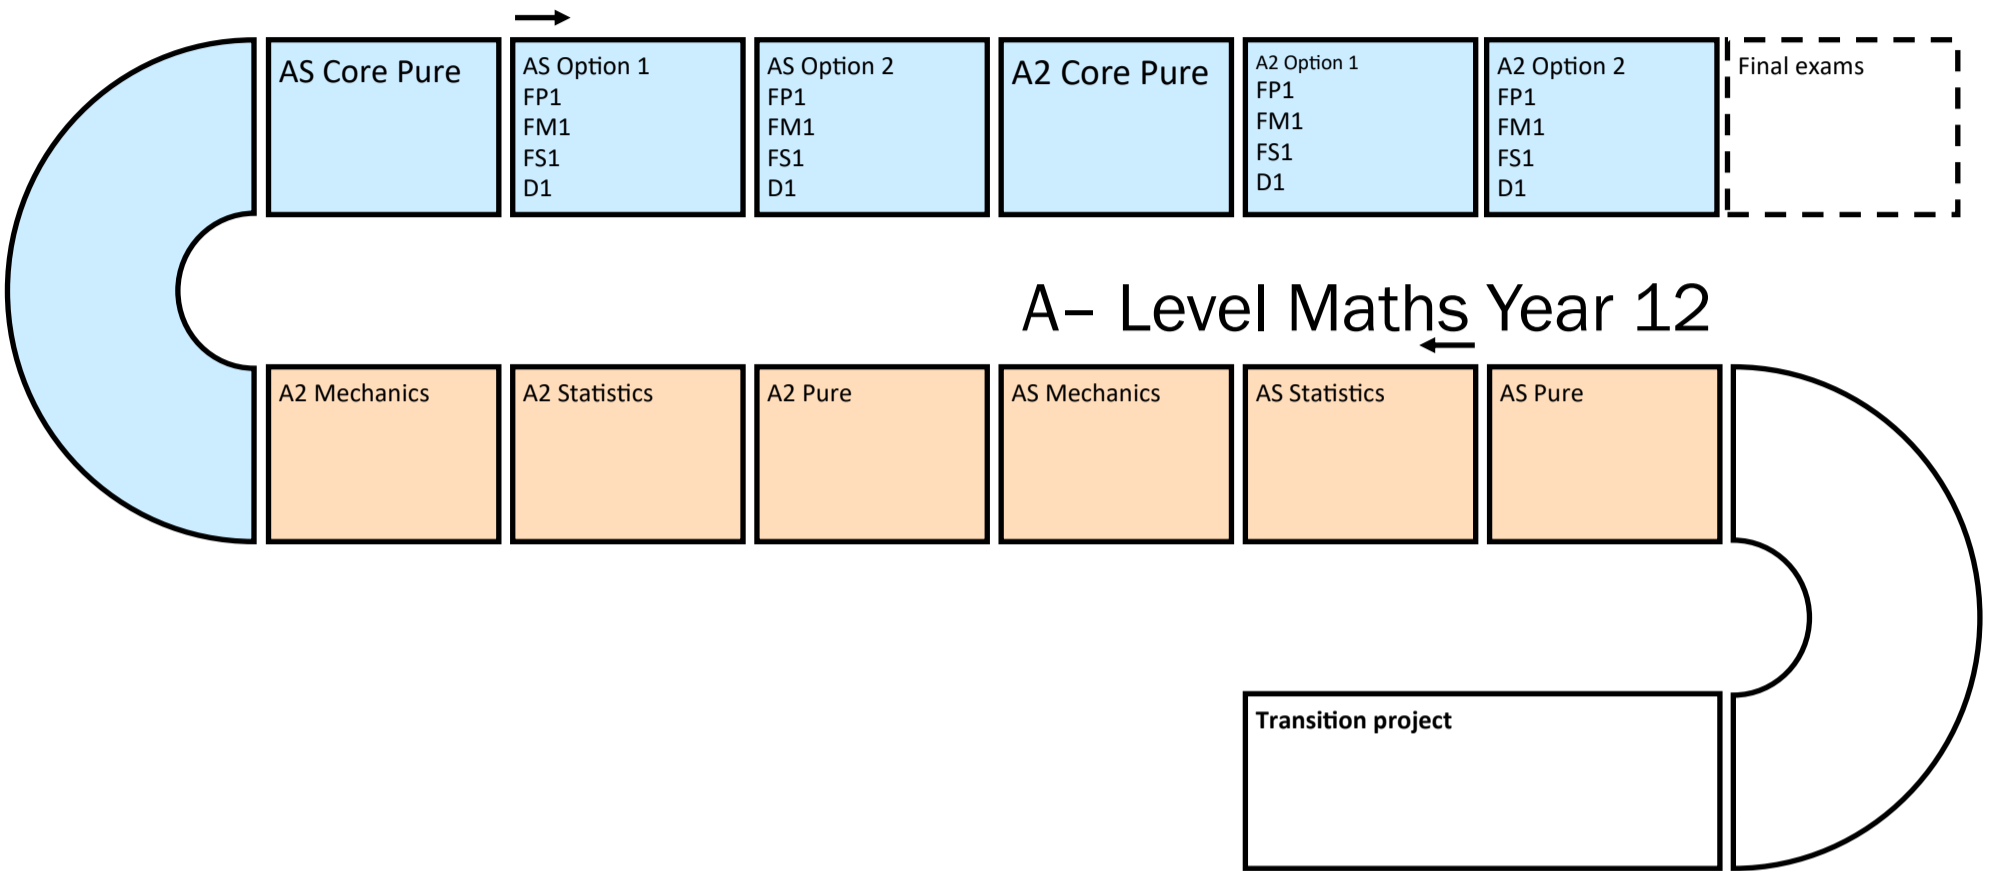 AS Core Pure
AS Option 1
FP1
FM1
FS1
D1
AS Option 2
FP1
FM1
FS1
D1
A2 Core Pure
A2 Option 1
FP1
FM1
FS1
D1
A2 Option 2
FP1
FM1
FS1
D1
Final exams
A– Level Maths Year 12
A2 Mechanics
A2 Statistics
A2 Pure
AS Mechanics
AS Statistics
AS Pure
Transition project